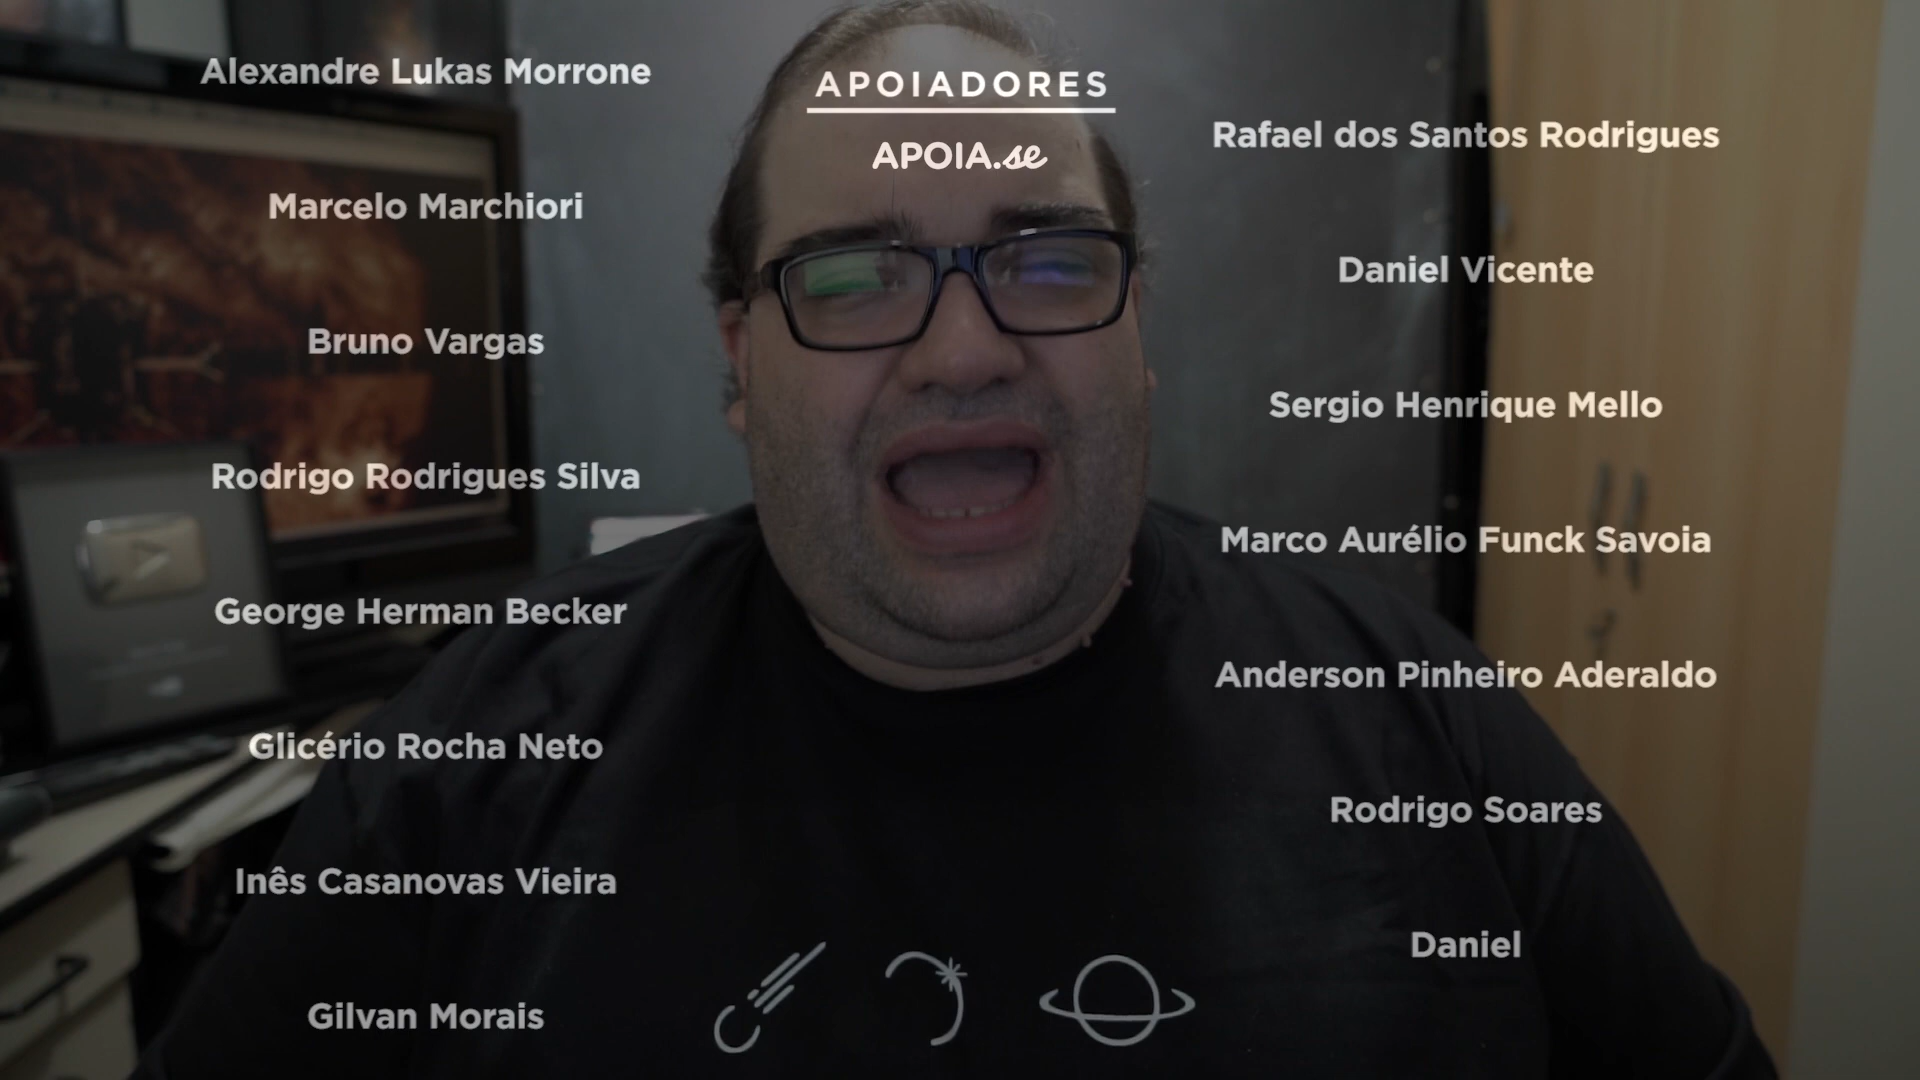 APOIADORES
APOIA.se
Alexandre Lukas Morrone
Marcelo Marchiori
Bruno Vargas
Rodrigo Rodrigues Silva
George Herman Becker
Glicério Rocha Neto
Inês Casanovas Vieira
Gilvan Morais
Rafael dos Santos Rodrigues
Daniel Vicente
Sergio Henrique Mello
Marco Aurélio Funck Savoia
Anderson Pinheiro Aderaldo
Rodrigo Soares
Daniel